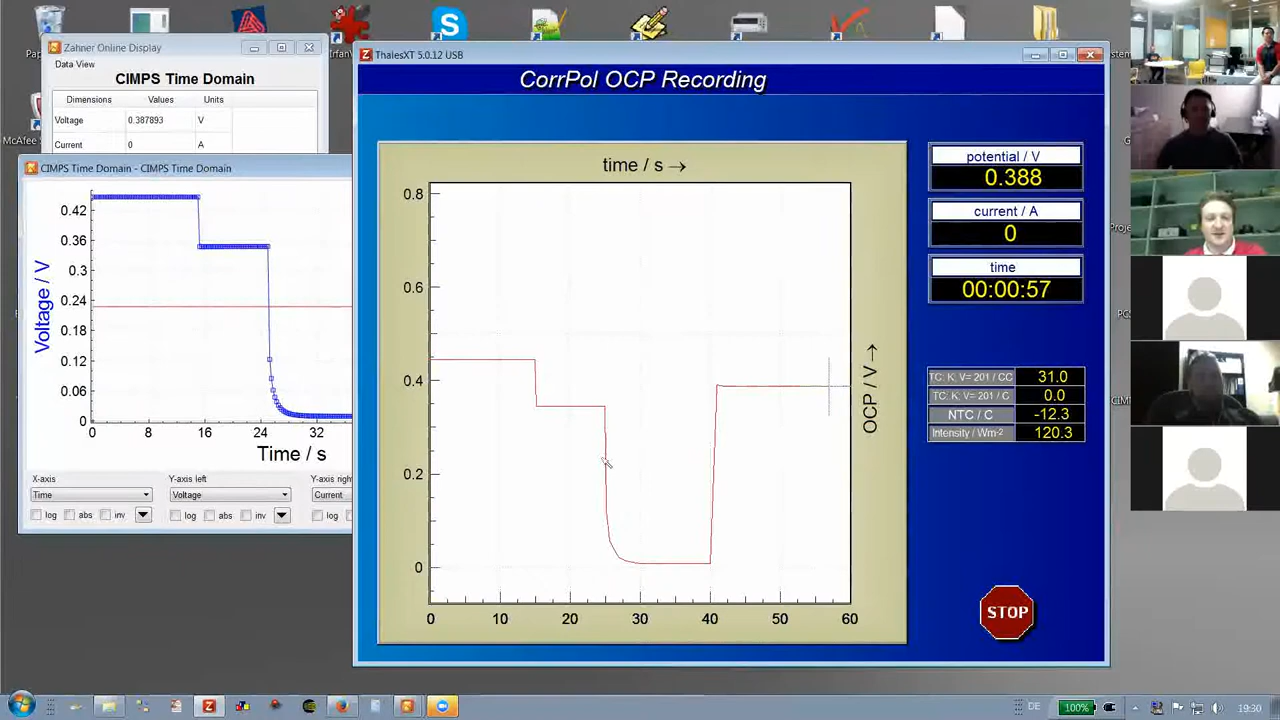 Zahner Online Display
Data View
CIMPS Time Domain
Dimensions Values Units
Voltage 0.387893 V
Current 0 A
McAfee
CIMPS Time Domain - CIMPS Time Domain
0.42
0.36
0.3
0.24
0.18
0.12
0.06
0
Voltage / V
0 8 16 24 32
Time / s
X-axis Y-axis left Y-axis righ
Time Voltage Current
log abs inv log abs inv log
ThalesXT 5.0.12 USB
CorrPol OCP Recording
time / s →
0.8
0.6
0.4
0.2
0
0 10 20 30 40 50 60
OCP / V →
potential / V
0.388
current / A
0
time
00:00:57
TC: K; V= 201 / CC 31.0
TC: K; V= 201 / C 0.0
NTC / C -12.3
Intensity / Wm-2 120.3
STOP
DE 100% 19:30